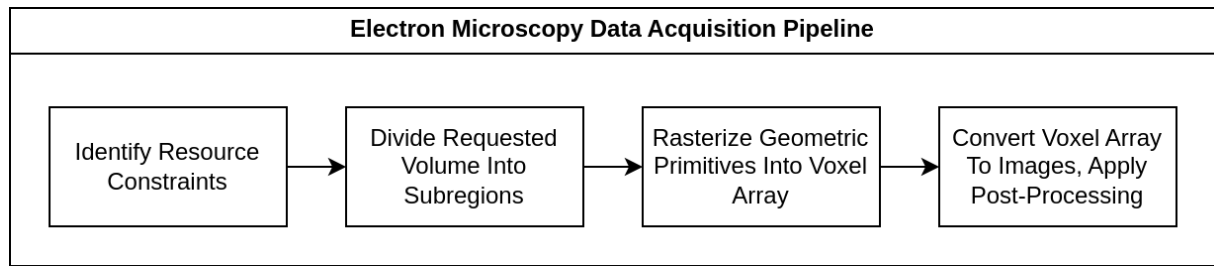 Electron Microscopy Data Acquisition Pipeline
Identify Resource
Constraints
Divide Requested
Volume Into
Subregions
Rasterize Geometric
Primitives Into Voxel
Array
Convert Voxel Array
To Images, Apply
Post-Processing